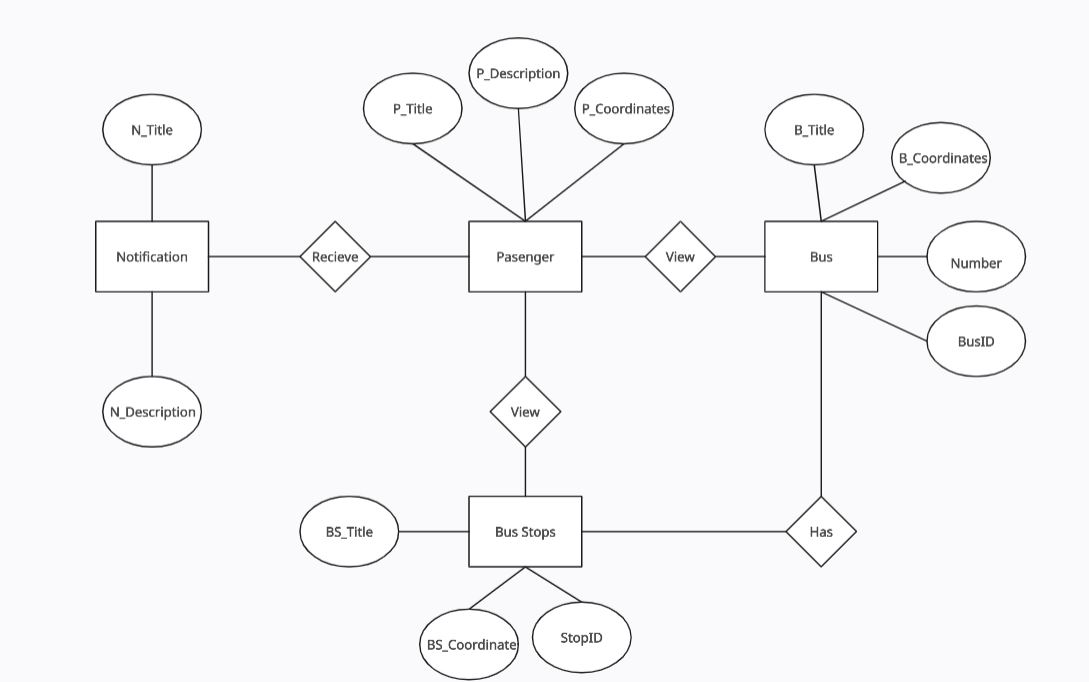 P_Description
P_Title
P_Coordinates
N_Title
B_Title
B_Coordinates
Notification
Recieve
Pasenger
View
Bus
Number
BusID
N_Description
View
BS_Title
Bus Stops
Has
BS_Coordinate
StopID